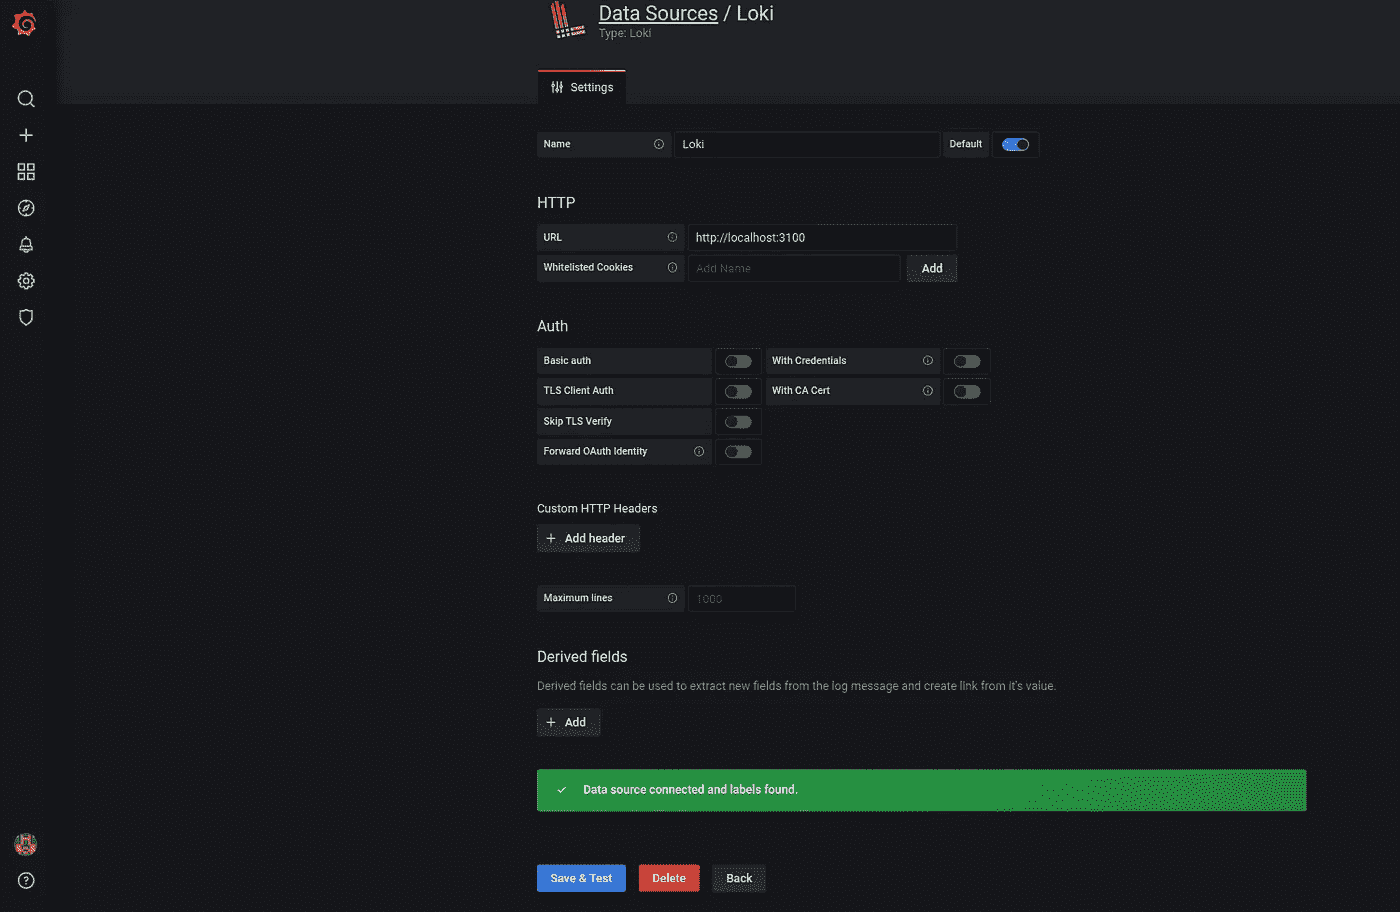 Data Sources / Loki
Type: Loki
Settings
Name Loki Default
HTTP
URL http://localhost:3100
Whitelisted Cookies Add Name Add
Auth
Basic auth With Credentials
TLS Client Auth With CA Cert
Skip TLS Verify
Forward OAuth Identity
Custom HTTP Headers
+ Add header
Maximum lines 1000
Derived fields
Derived fields can be used to extract new fields from the log message and create link from it's value.
+ Add
Data source connected and labels found.
Save & Test Delete Back